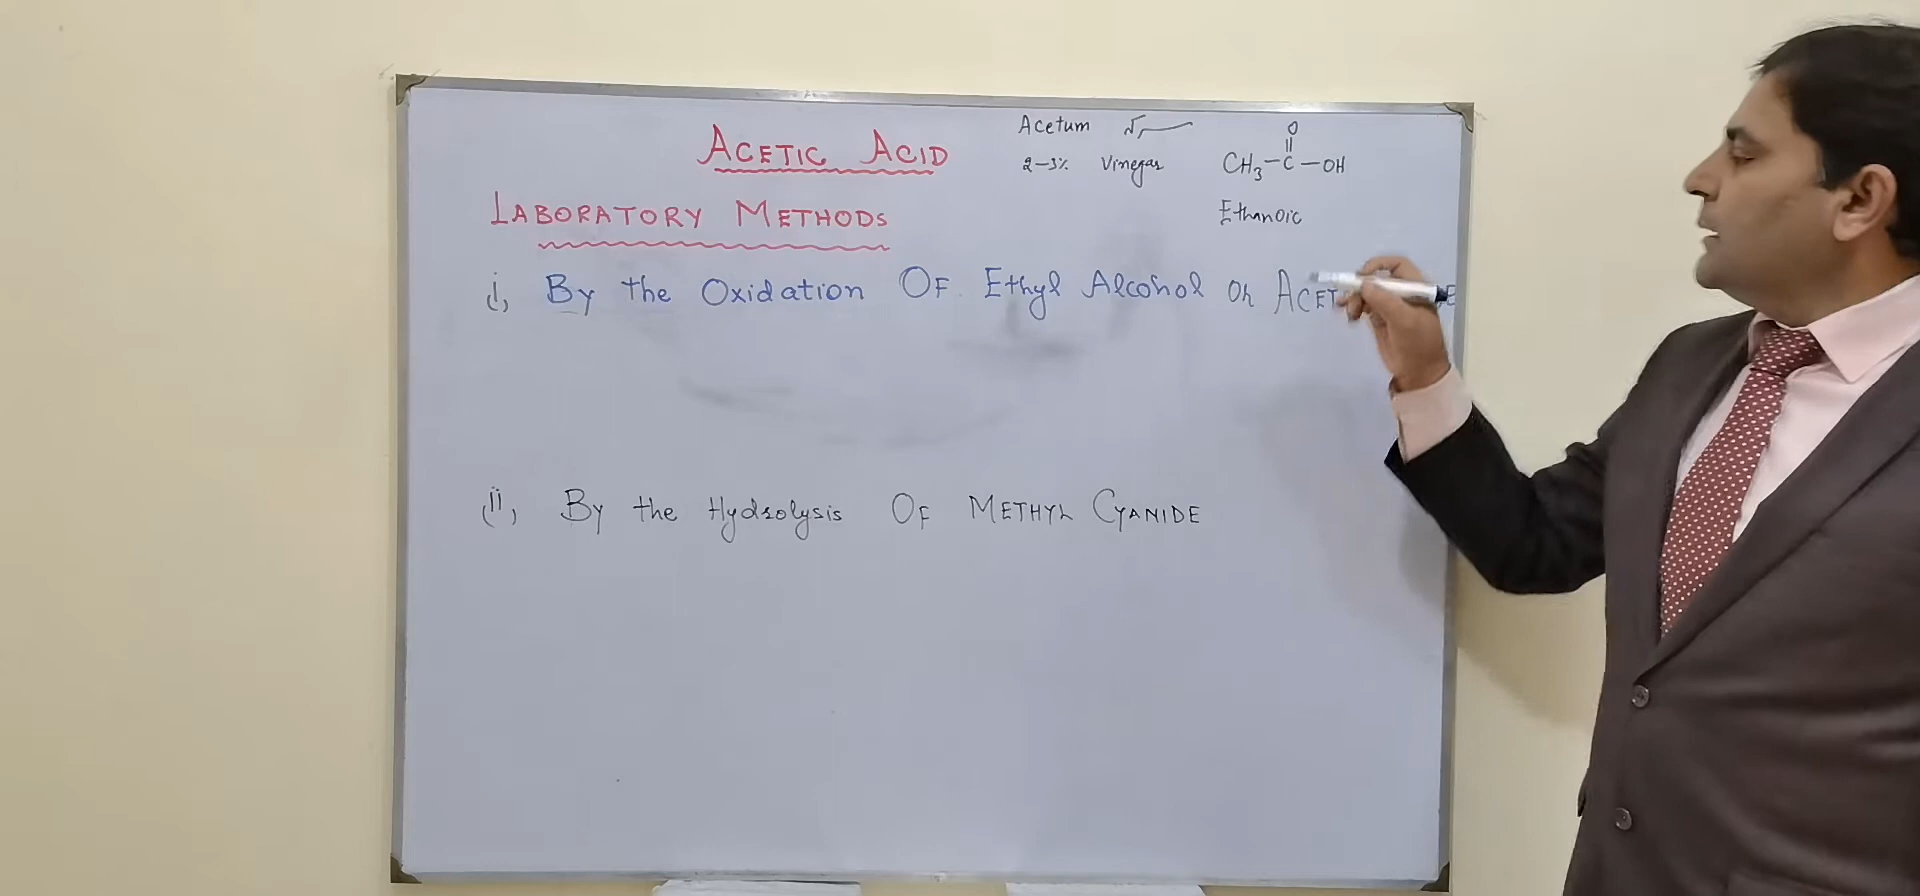 ACETIC ACID
Acetum
2-3% Vinegar
O
||
CH3-C-OH
Ethanoic
LABORATORY METHODS
i, By the Oxidation OF Ethyl Alcohol OR
ii, By the Hydrolysis OF METHYL CYANIDE